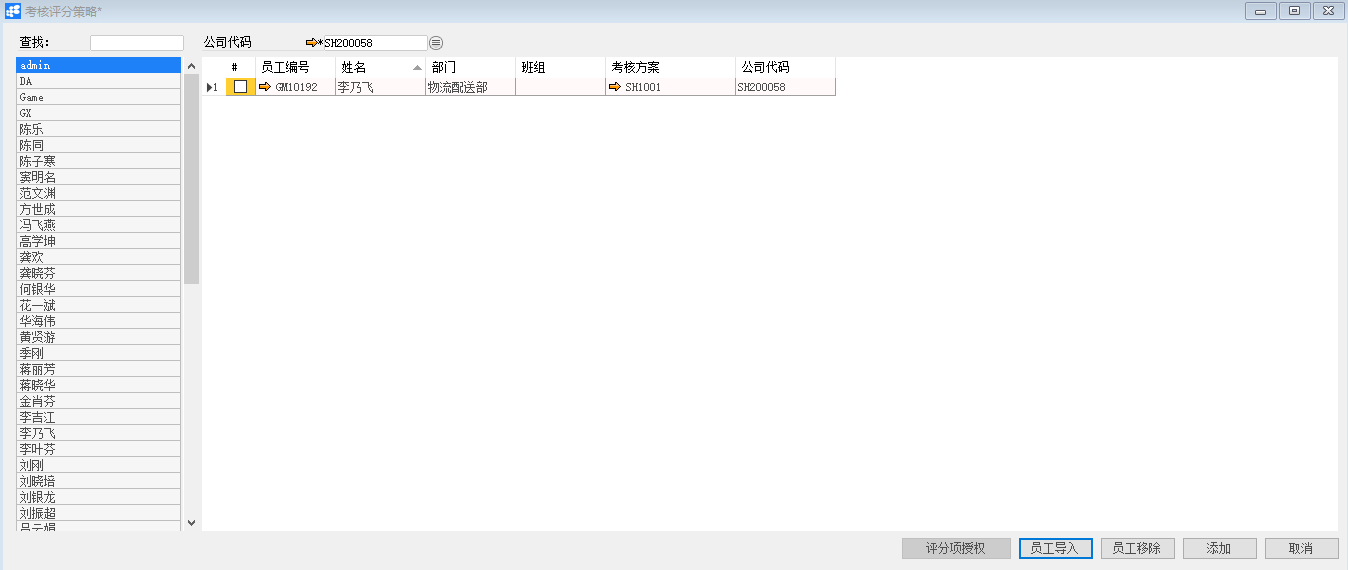 考核评分策略*
查找: 公司代码 *SH200058
# 员工编号 姓名 部门 班组 考核方案 公司代码
1 GM10192 李乃飞 物流配送部 SH1001 SH200058
admin
DA
Game
GX
陈乐
陈同
陈子寒
窦明名
范文渊
方世成
冯飞燕
高学坤
龚欢
龚晓芬
何银华
花一斌
华海伟
黄贤游
季刚
蒋丽芳
蒋晓华
金肖芬
李吉江
李乃飞
李叶芬
刘刚
刘晓培
刘银龙
刘振超
吕云娟
评分项授权 员工导入 员工移除 添加 取消